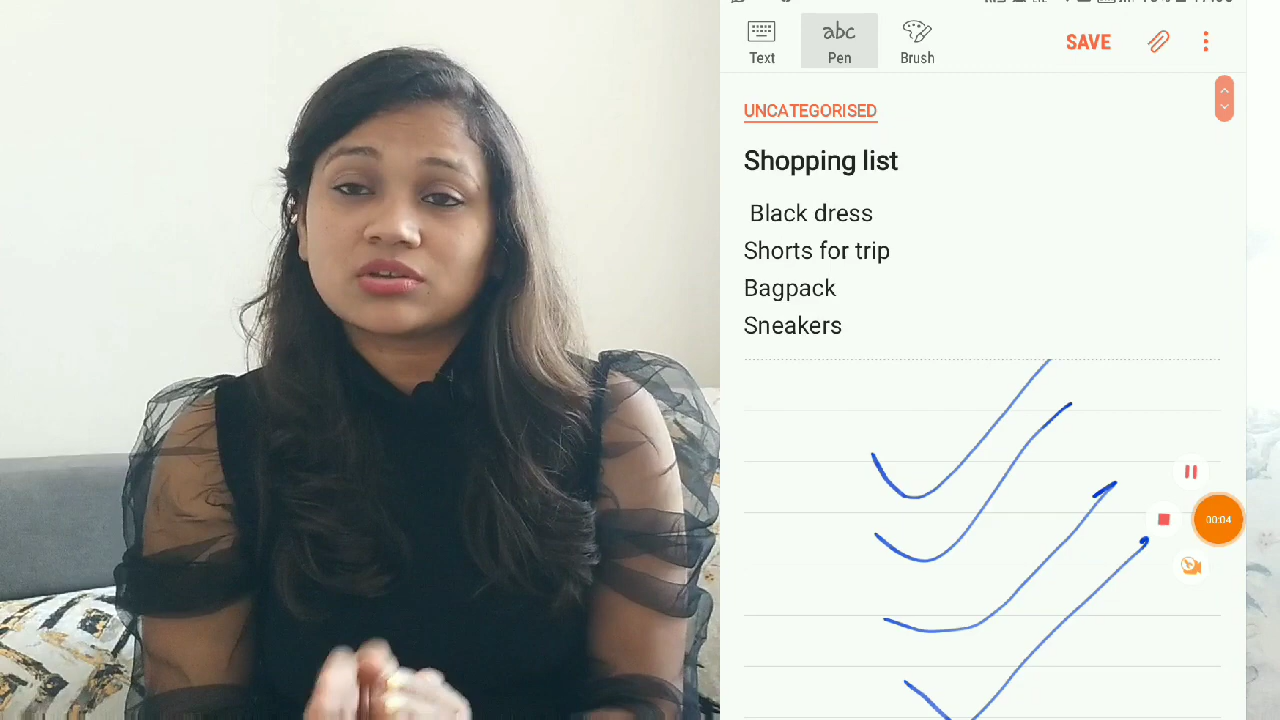 Text
abc
Pen
Brush
SAVE
UNCATEGORISED
Shopping list
Black dress
Shorts for trip
Bagpack
Sneakers
00:04